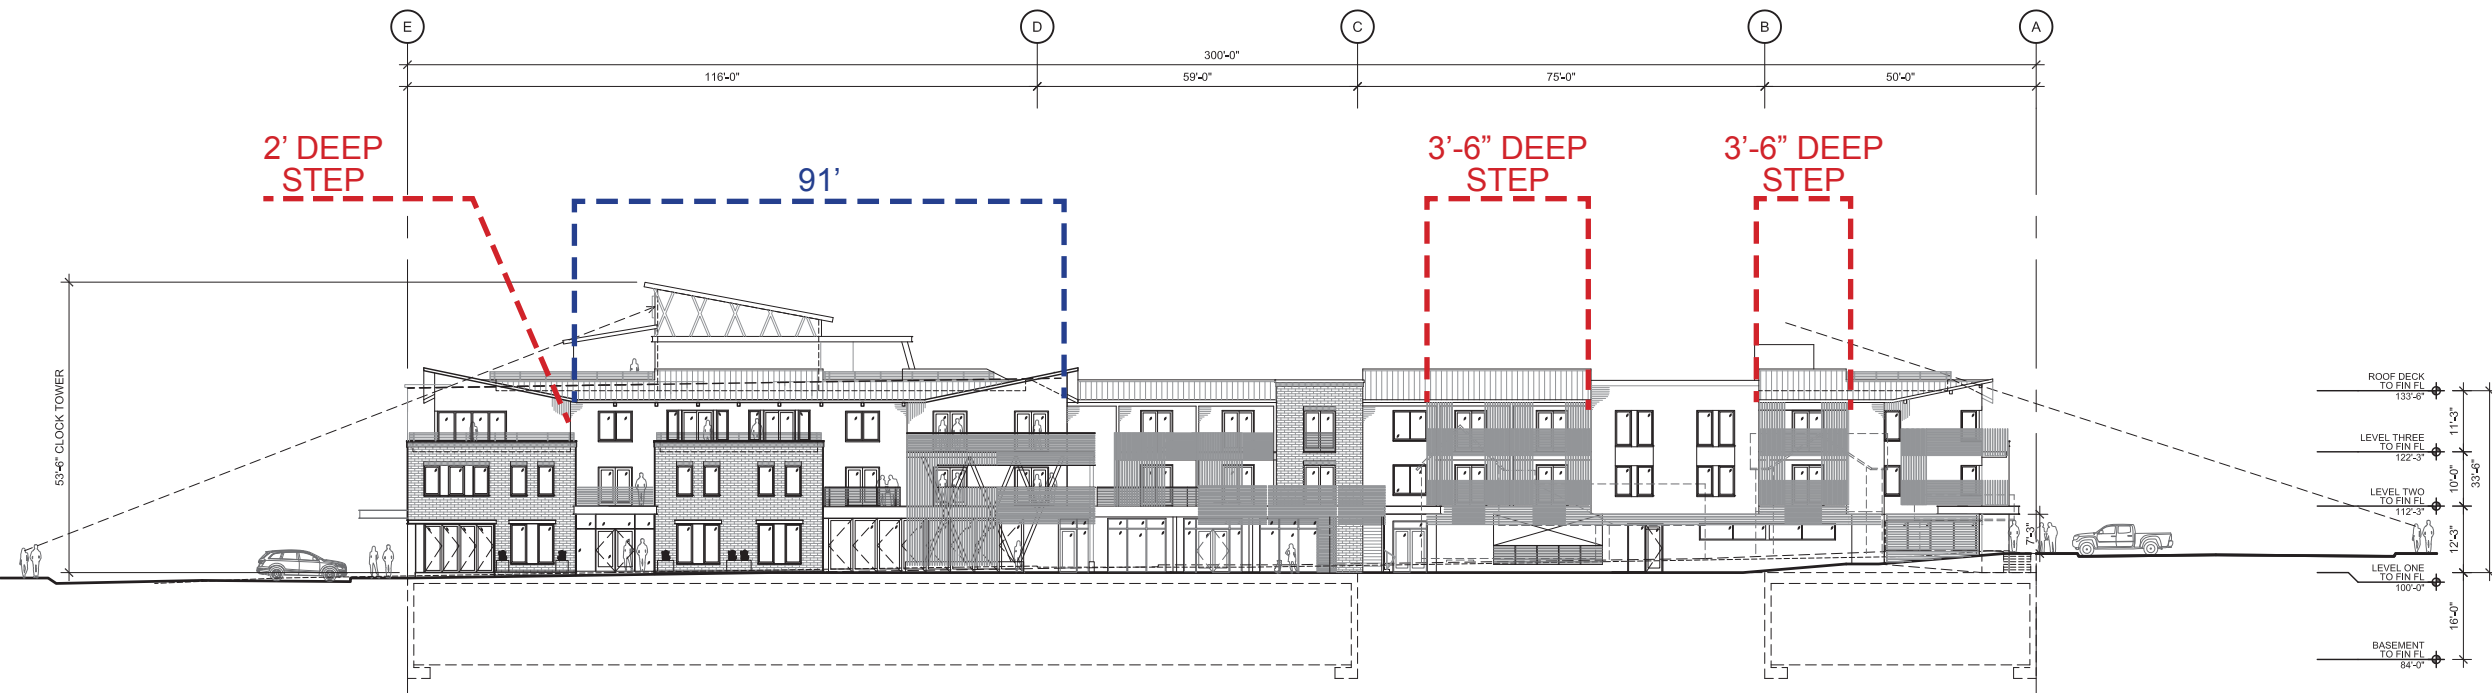 E
D
C
B
A
300'-0"
116'-0"
59'-0"
75'-0"
50'-0"
2’ DEEP
STEP
91’
3’-6” DEEP
STEP
3’-6” DEEP
STEP
53'-6" CLOCK TOWER
ROOF DECK
TO FIN FL
133'-6"
11'-3"
LEVEL THREE
TO FIN FL
122'-3"
10'-0"
33'-6"
LEVEL TWO
TO FIN FL
112'-3"
7'-3"
12'-3"
LEVEL ONE
TO FIN FL
100'-0"
16'-0"
BASEMENT
TO FIN FL
84'-0"